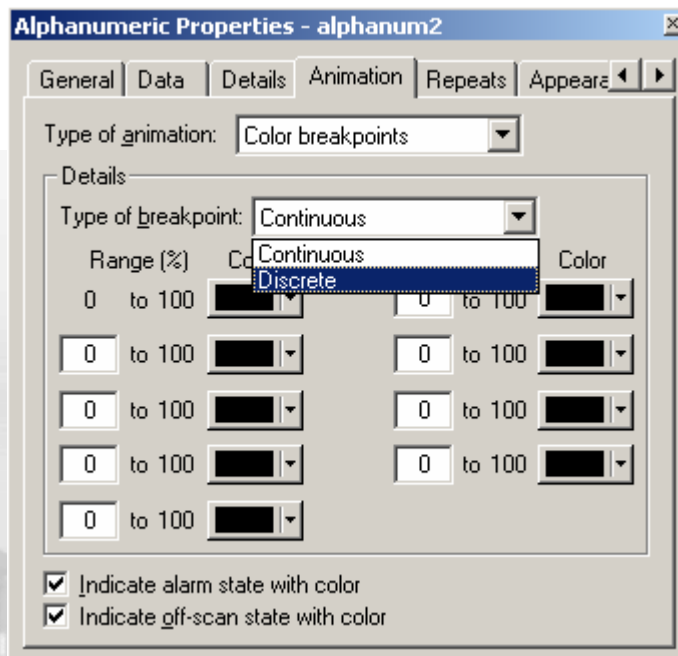 Alphanumeric Properties - alphanum2
General Data Details Animation Repeats Appeara
Type of animation: Color breakpoints
Details
Type of breakpoint: Continuous
Continuous
Discrete
Range (%) Co Color
0 to 100 0 to 100
0 to 100 0 to 100
0 to 100 0 to 100
0 to 100 0 to 100
0 to 100
Indicate alarm state with color
Indicate off-scan state with color